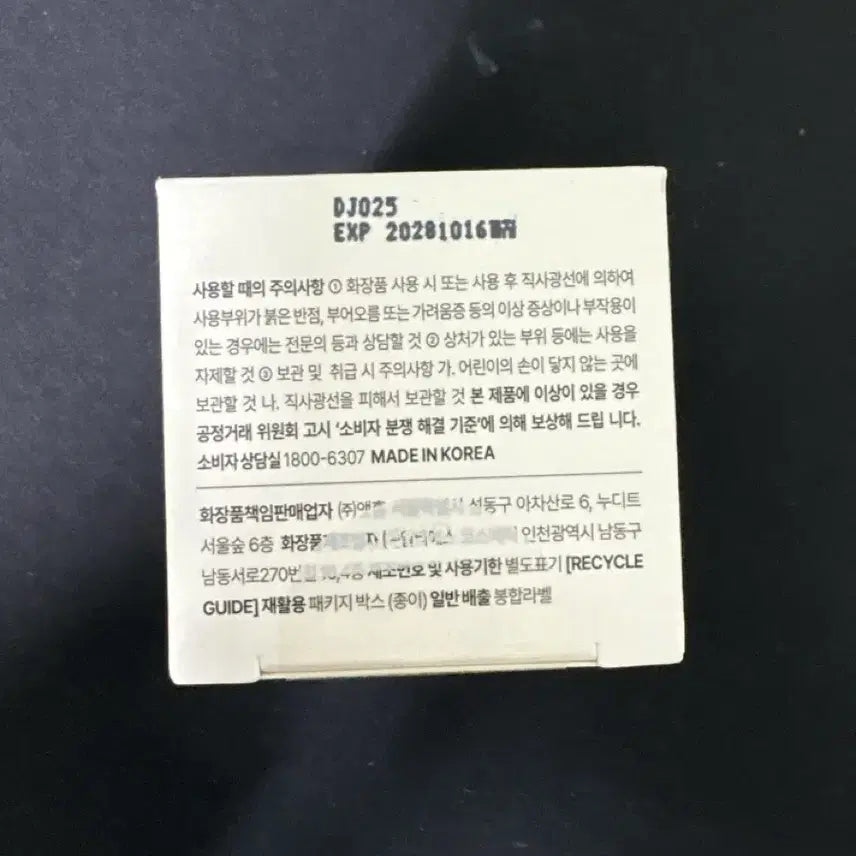 DJ025
EXP 20281016까지
사용할 때의 주의사항 ① 화장품 사용 시 또는 사용 후 직사광선에 의하여
사용부위가 붉은 반점, 부어오름 또는 가려움증 등의 이상 증상이나 부작용이
있는 경우에는 전문의 등과 상담할 것 ② 상처가 있는 부위 등에는 사용을
자제할 것 ③ 보관 및 취급 시 주의사항 가. 어린이의 손이 닿지 않는 곳에
보관할 것 나. 직사광선을 피해서 보관할 것 본 제품에 이상이 있을 경우
공정거래 위원회 고시 '소비자 분쟁 해결 기준'에 의해 보상해 드립 니다.
소비자상담실 1800-6307 MADE IN KOREA
화장품책임판매업자 (주)앤 성동구 아차산로 6, 누디트
서울숲 6층 인천광역시 남동구
남동서로270번 제조번호 및 사용기한 별도표기 [RECYCLE
GUIDE] 재활용 패키지 박스 (종이) 일반 배출 봉합라벨